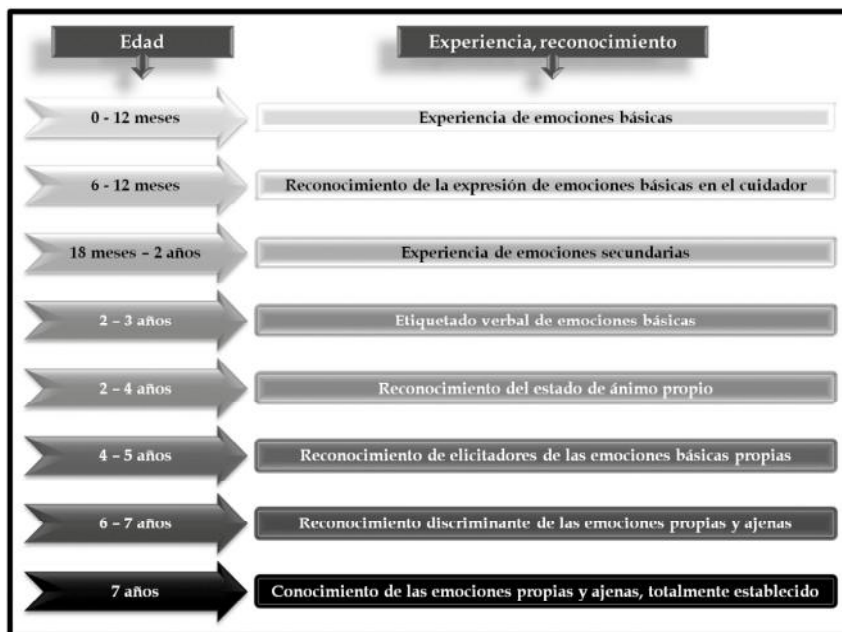 Edad
Experiencia, reconocimiento
0 - 12 meses
Experiencia de emociones básicas
6 - 12 meses
Reconocimiento de la expresión de emociones básicas en el cuidador
18 meses – 2 años
Experiencia de emociones secundarias
2 – 3 años
Etiquetado verbal de emociones básicas
2 – 4 años
Reconocimiento del estado de ánimo propio
4 – 5 años
Reconocimiento de elicitadores de las emociones básicas propias
6 – 7 años
Reconocimiento discriminante de las emociones propias y ajenas
7 años
Conocimiento de las emociones propias y ajenas, totalmente establecido